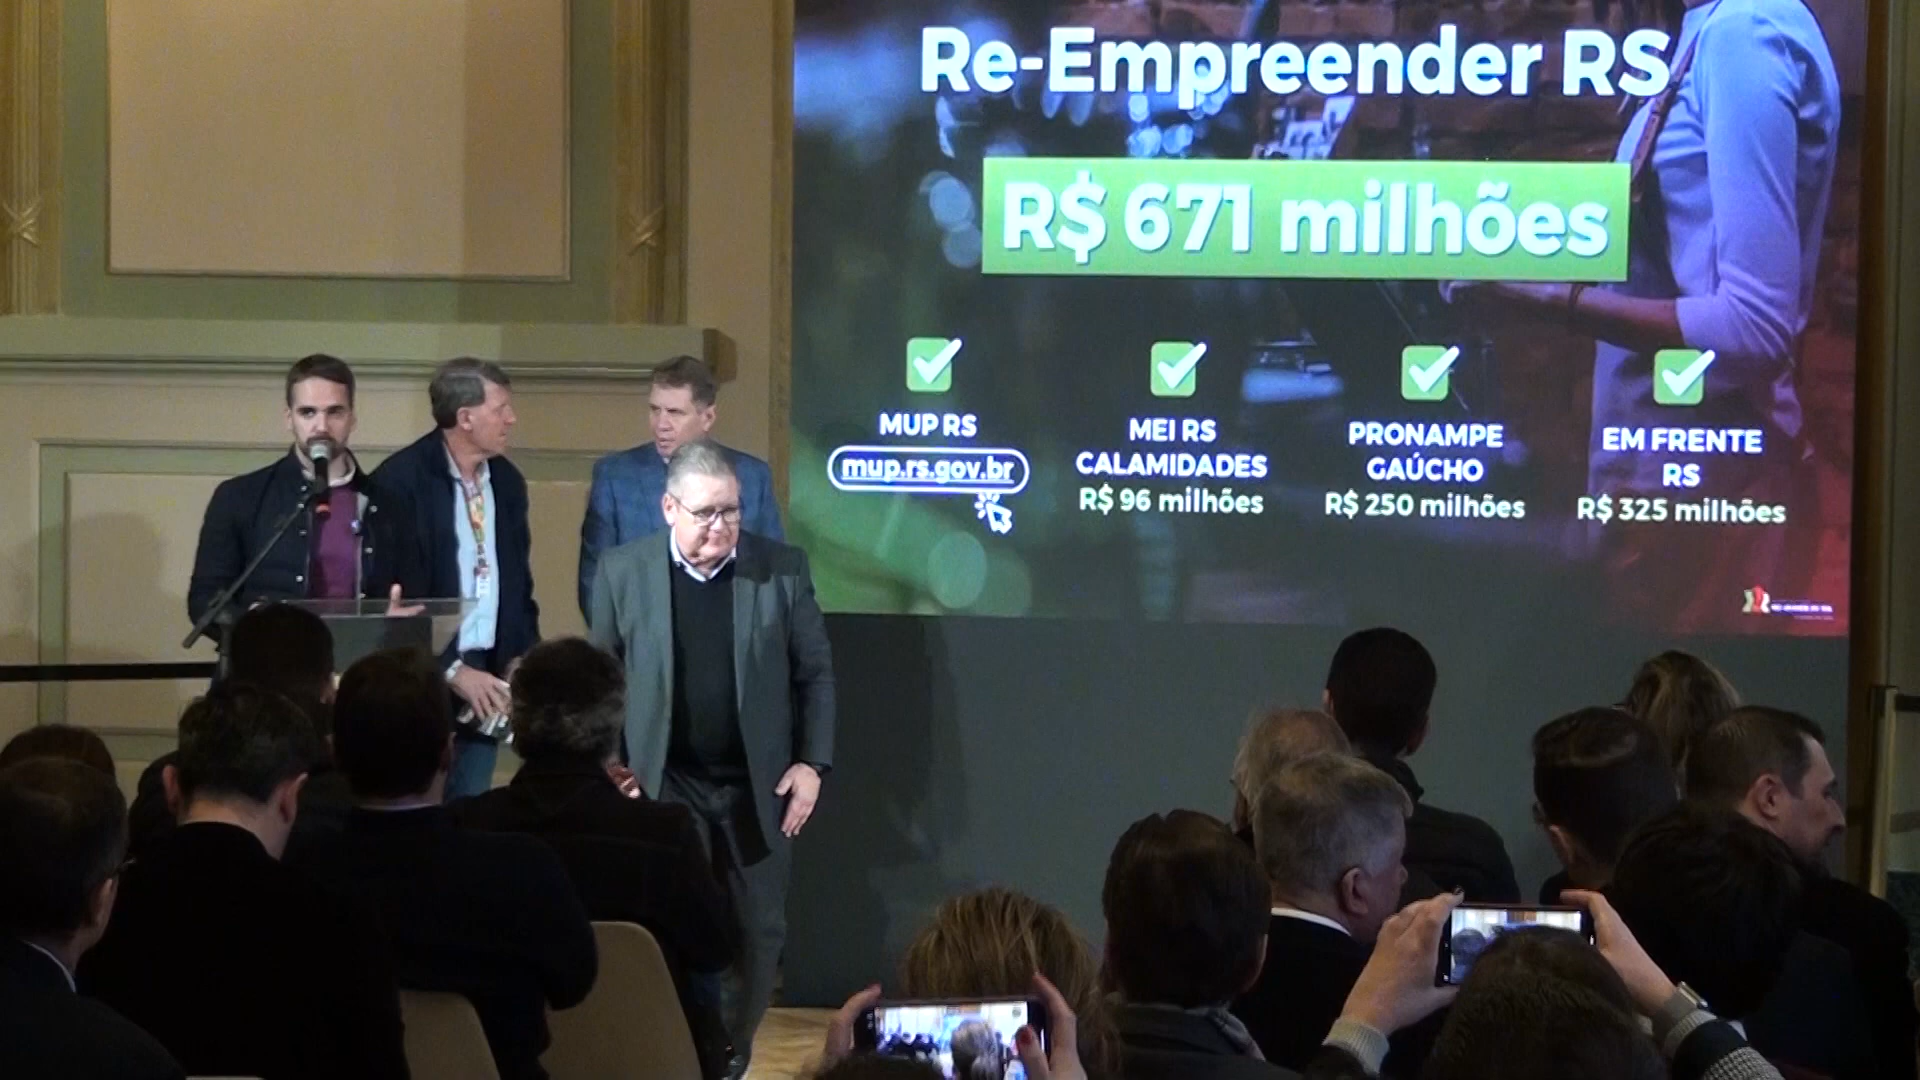 Re-Empreender RS
R$ 671 milhões
MUP RS
mup.rs.gov.br
MEI RS
CALAMIDADES
R$ 96 milhões
PRONAMPE
GAÚCHO
R$ 250 milhões
EM FRENTE
RS
R$ 325 milhões